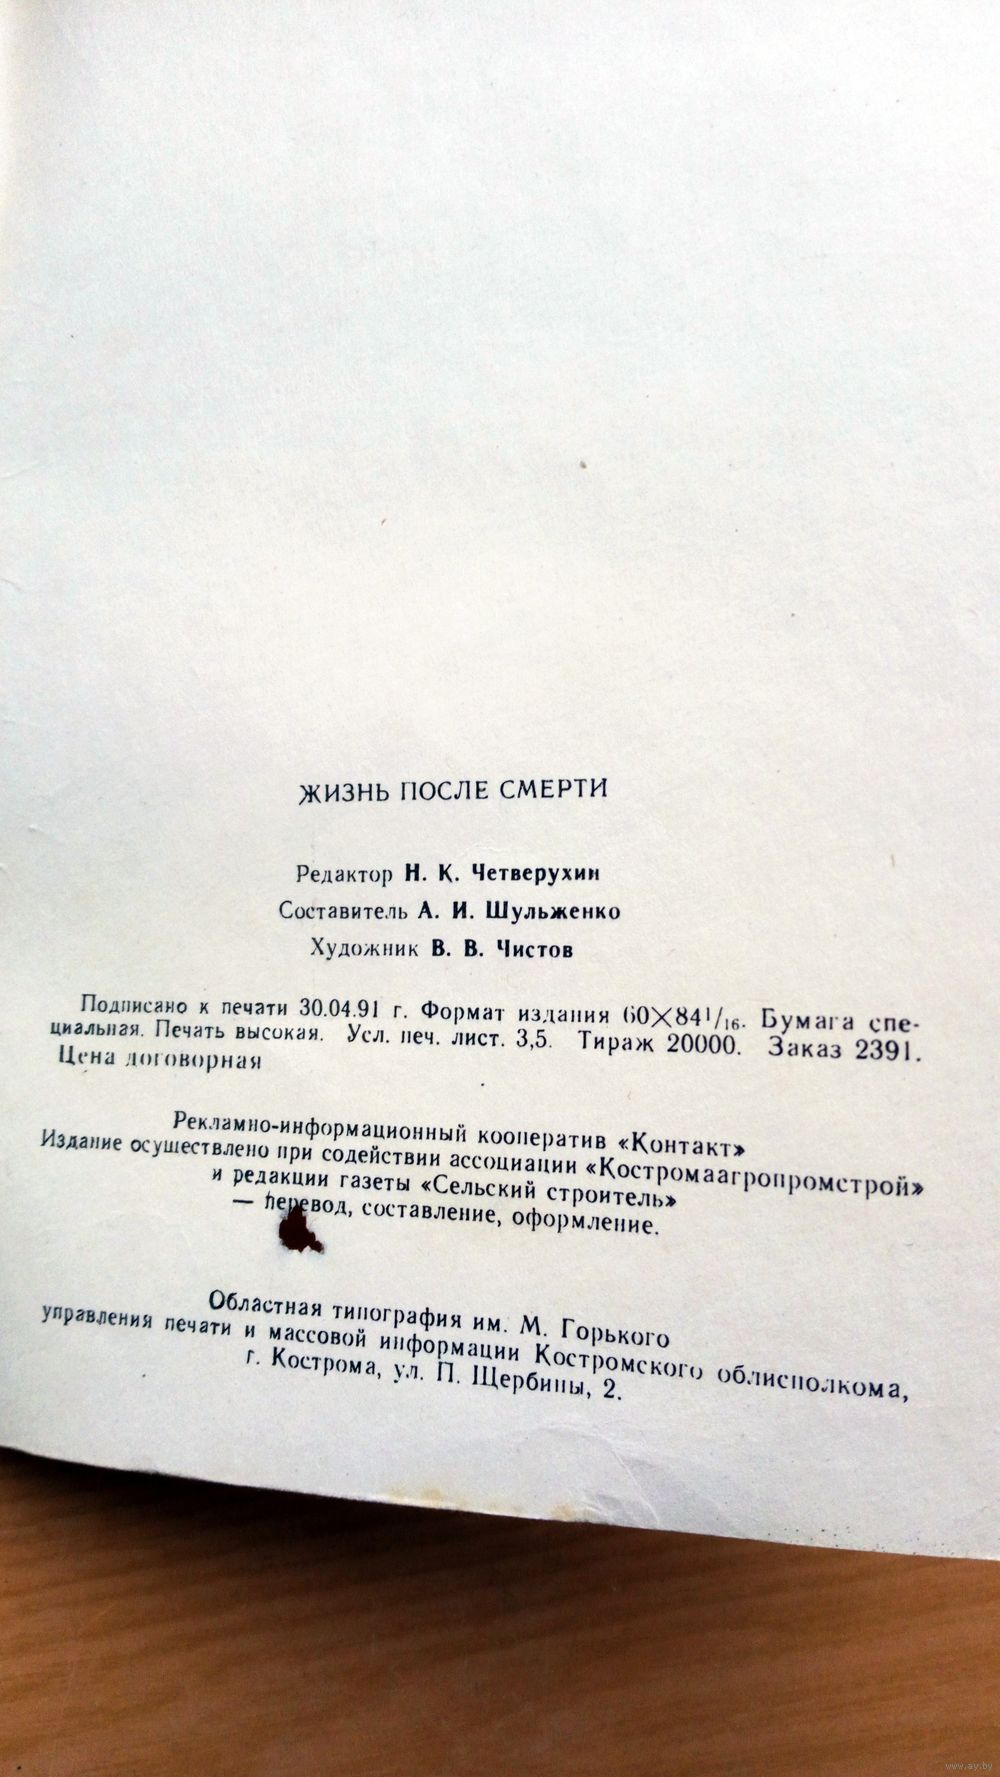 ЖИЗНЬ ПОСЛЕ СМЕРТИ
Редактор Н. К. Четверухин
Составитель А. И. Шульженко
Художник В. В. Чистов
Подписано к печати 30.04.91 г. Формат издания 60×84¹/₁₆. Бумага спе-
циальная. Печать высокая. Усл. печ. лист. 3,5. Тираж 20000. Заказ 2391.
Цена договорная
Рекламно-информационный кооператив «Контакт»
Издание осуществлено при содействии ассоциации «Костромаагропромстрой»
и редакции газеты «Сельский строитель»
— перевод, составление, оформление.
Областная типография им. М. Горького
управления печати и массовой информации Костромского облисполкома,
г. Кострома, ул. П. Щербины, 2.
www.ay.by